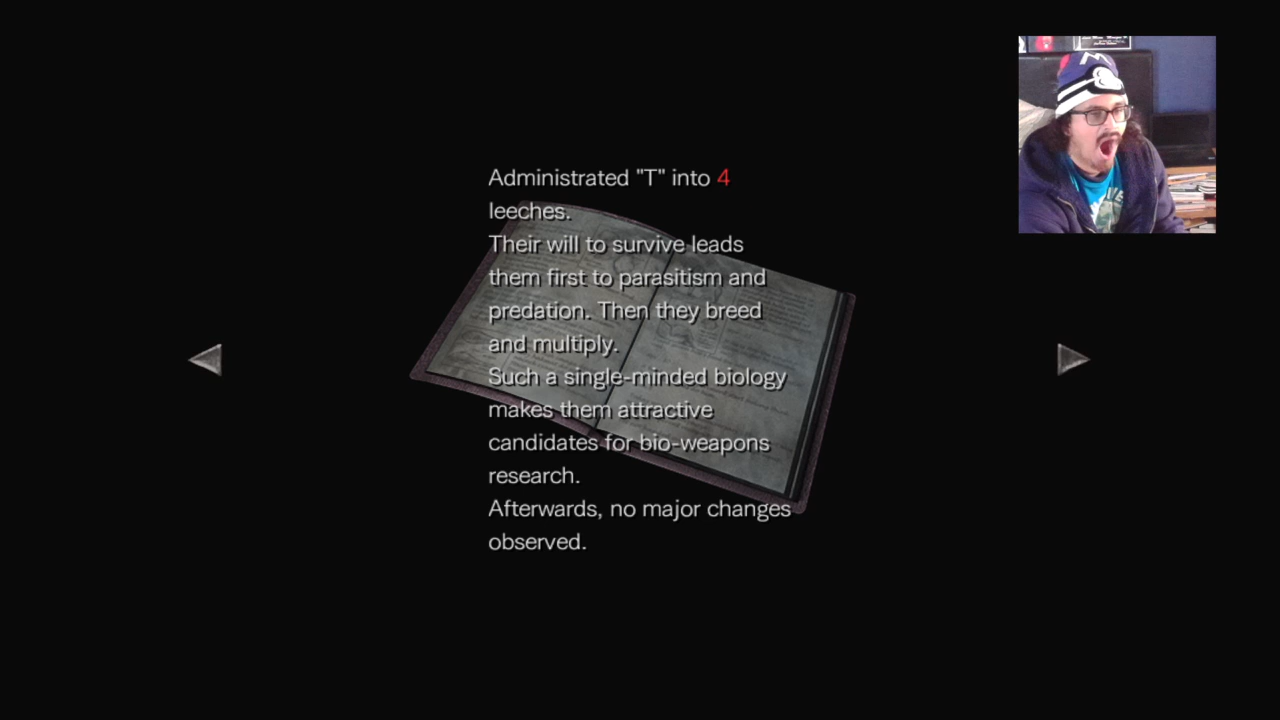 Administrated "T" into 4
leeches.
Their will to survive leads
them first to parasitism and
predation. Then they breed
and multiply.
Such a single-minded biology
makes them attractive
candidates for bio-weapons
research.
Afterwards, no major changes
observed.